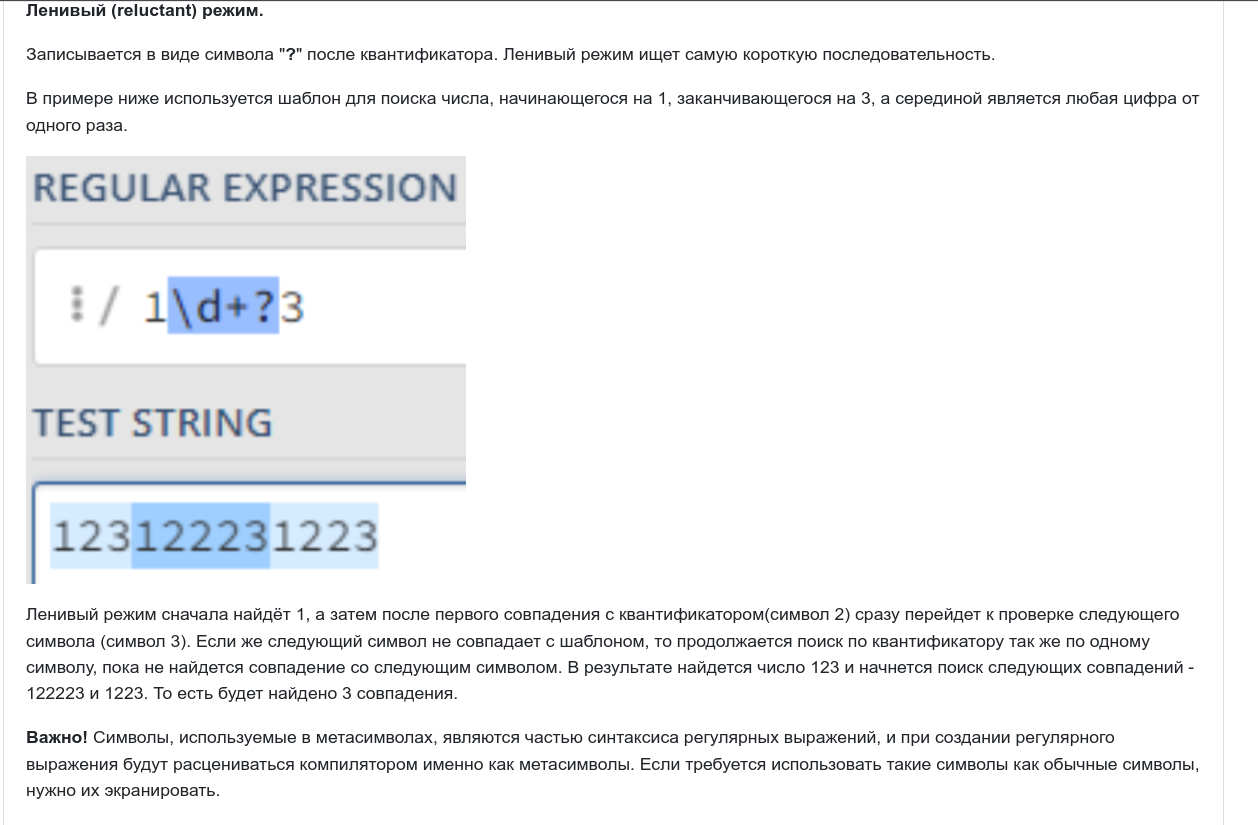 Ленивый (reluctant) режим.
Записывается в виде символа "?" после квантификатора. Ленивый режим ищет самую короткую последовательность.
В примере ниже используется шаблон для поиска числа, начинающегося на 1, заканчивающегося на 3, а серединой является любая цифра от
одного раза.
REGULAR EXPRESSION
/ 1\d+?3
TEST STRING
123122231223
Ленивый режим сначала найдёт 1, а затем после первого совпадения с квантификатором(символ 2) сразу перейдет к проверке следующего
символа (символ 3). Если же следующий символ не совпадает с шаблоном, то продолжается поиск по квантификатору так же по одному
символу, пока не найдется совпадение со следующим символом. В результате найдется число 123 и начнется поиск следующих совпадений -
122223 и 1223. То есть будет найдено 3 совпадения.
Важно! Символы, используемые в метасимволах, являются частью синтаксиса регулярных выражений, и при создании регулярного
выражения будут расцениваться компилятором именно как метасимволы. Если требуется использовать такие символы как обычные символы,
нужно их экранировать.